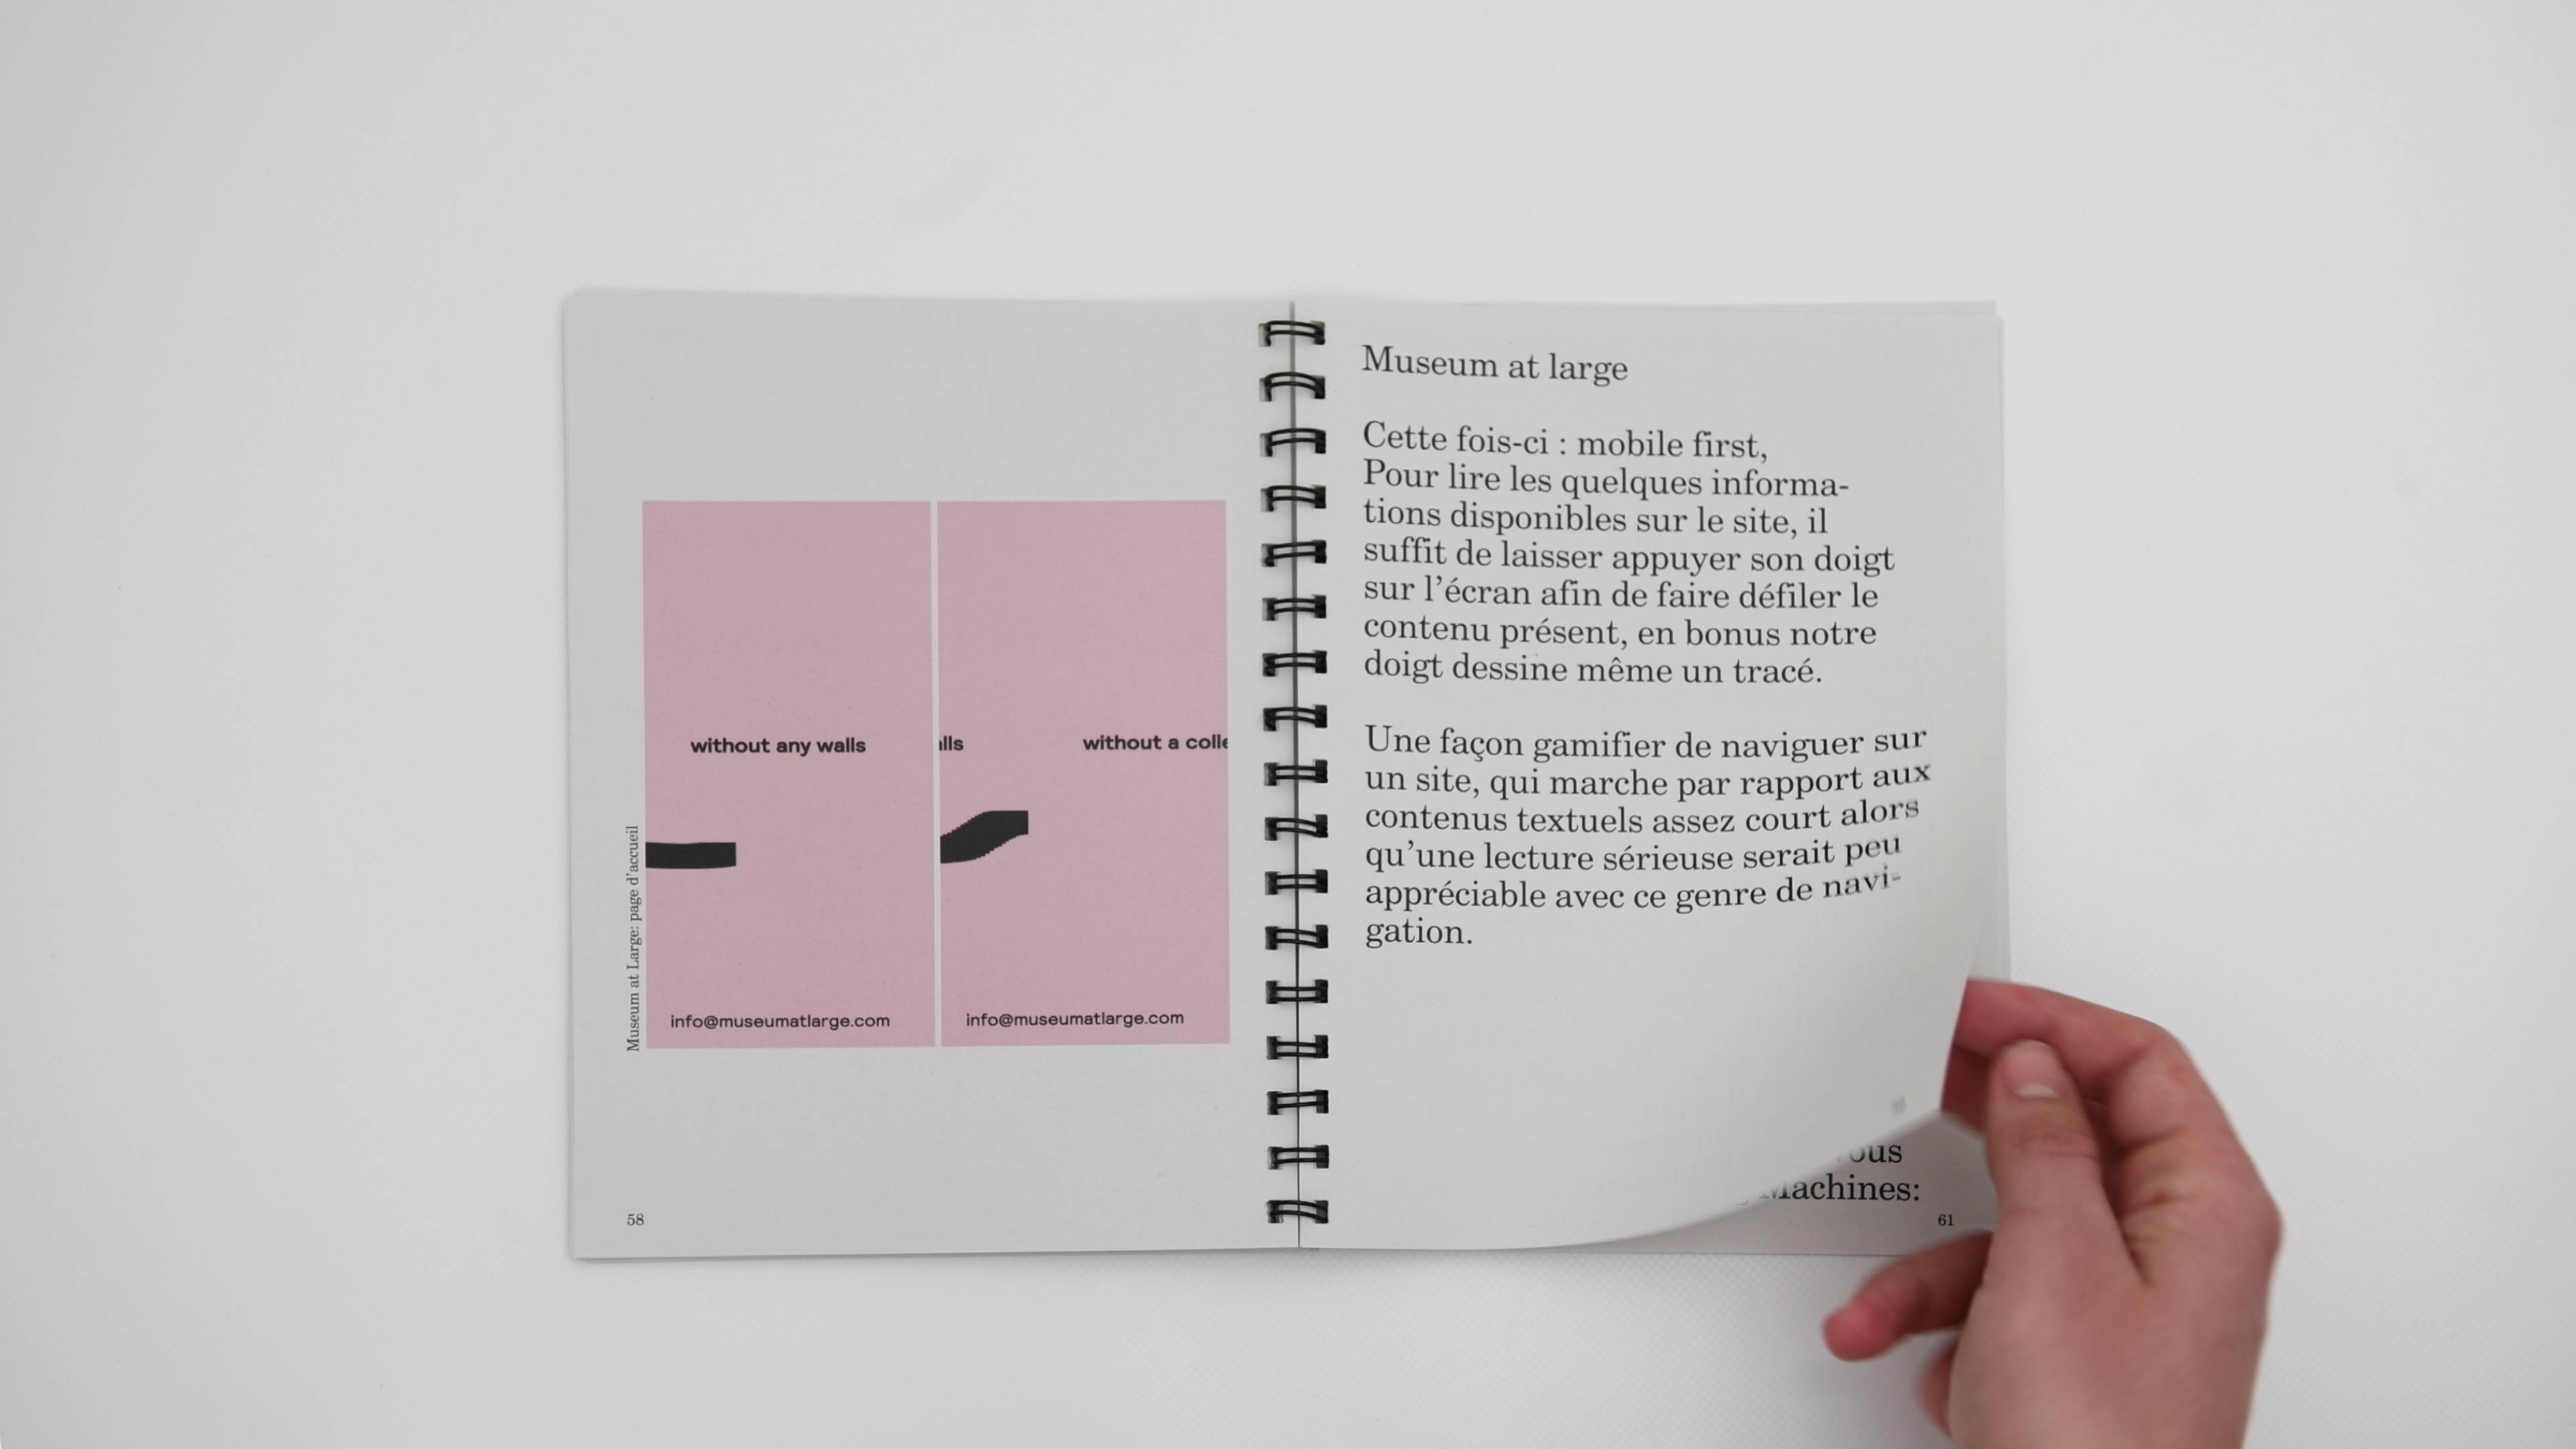 without any walls
info@museumatlarge.com
lls
without a colle
info@museumatlarge.com
Museum at Large: page d'accueil
58
Museum at large
Cette fois-ci : mobile first,
Pour lire les quelques informa-
tions disponibles sur le site, il
suffit de laisser appuyer son doigt
sur l'écran afin de faire défiler le
contenu présent, en bonus notre
doigt dessine même un tracé.
Une façon gamifier de naviguer sur
un site, qui marche par rapport aux
contenus textuels assez court alors
qu'une lecture sérieuse serait peu
appréciable avec ce genre de navi-
gation.
ous
Machines:
61